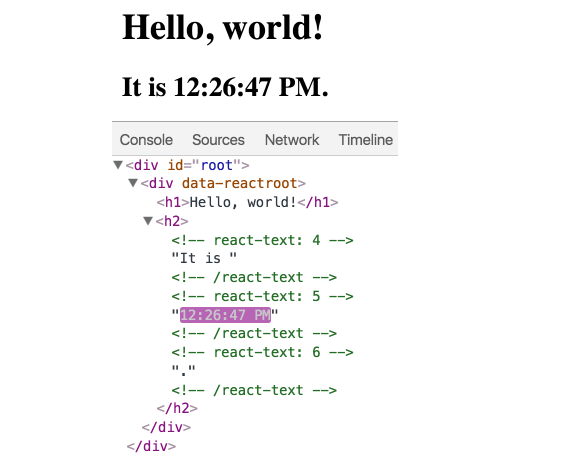 Hello, world!
It is 12:26:47 PM.
Console Sources Network Timeline
<div id="root">
<div data-reactroot>
<h1>Hello, world!</h1>
<h2>
<!-- react-text: 4 -->
"It is "
<!-- /react-text -->
<!-- react-text: 5 -->
"12:26:47 PM"
<!-- /react-text -->
<!-- react-text: 6 -->
"."
<!-- /react-text -->
</h2>
</div>
</div>